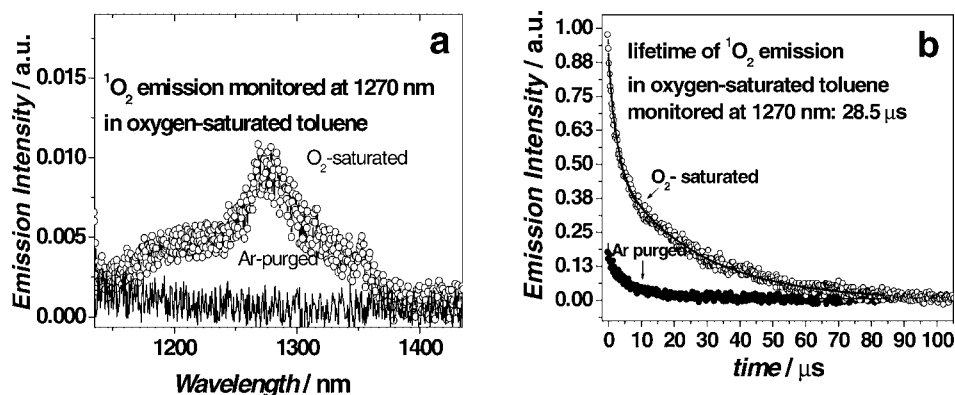 a
¹O₂ emission monitored at 1270 nm
in oxygen-saturated toluene
O₂-saturated
Ar-purged
Emission Intensity / a.u.
0.015
0.010
0.005
0.000
1200
1300
1400
Wavelength / nm
b
lifetime of ¹O₂ emission
in oxygen-saturated toluene
monitored at 1270 nm: 28.5 μs
O₂- saturated
Ar purged
Emission Intensity / a.u.
1.00
0.88
0.75
0.63
0.50
0.38
0.25
0.13
0.00
0 10 20 30 40 50 60 70 80 90 100
time / μs